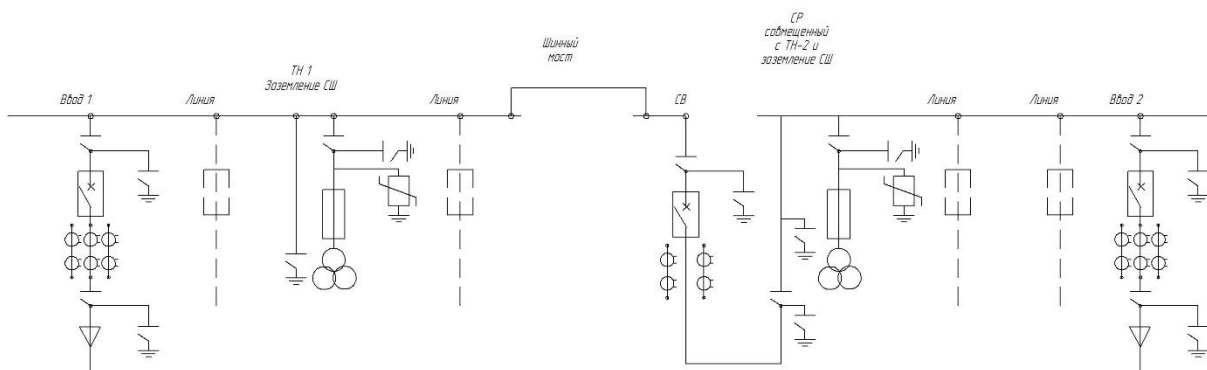 СР
совмещенный
с ТН-2 и
заземление СШ
Шинный
мост
ТН 1
Заземление СШ
Ввод 1
Линия
Линия
СВ
Линия
Линия
Ввод 2